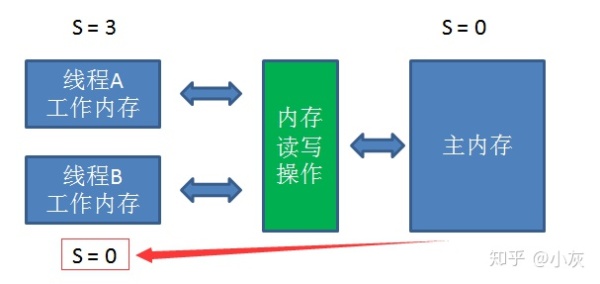 S = 3
S = 0
线程A
工作内存
内存
读写
操作
主内存
线程B
工作内存
S = 0
知乎 @小灰